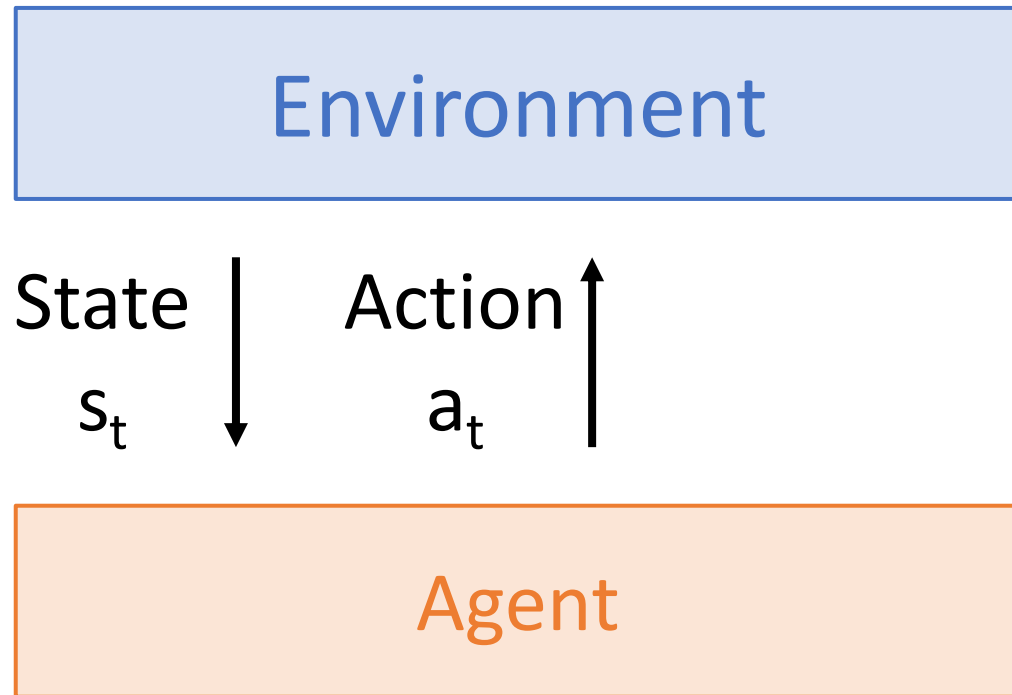 Environment
State Action
sₜ aₜ
Agent